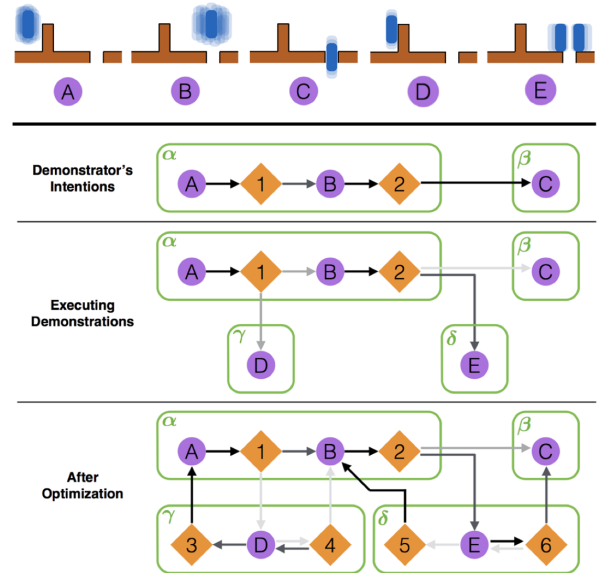 A B C D E
α β
Demonstrator's
Intentions
A 1 B 2 C
α β
A 1 B 2 C
Executing
Demonstrations
γ δ
D E
α β
A 1 B 2 C
After
Optimization
γ δ
3 D 4 5 E 6